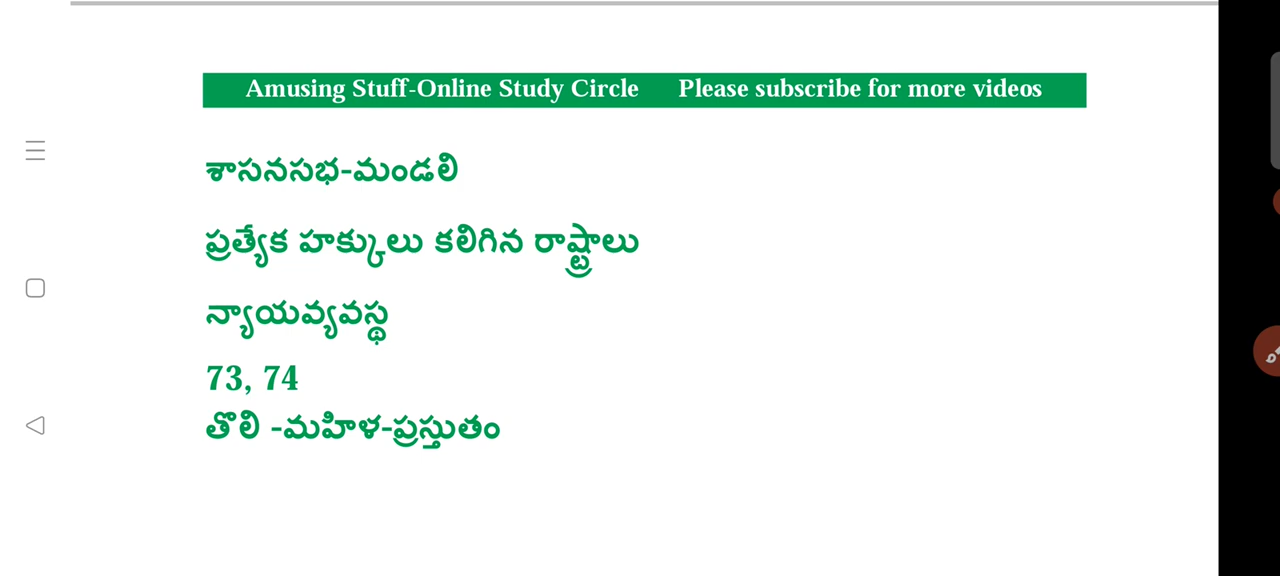 Amusing Stuff-Online Study Circle Please subscribe for more videos
శాసనసభ-మండలి
ప్రత్యేక హక్కులు కలిగిన రాష్ట్రాలు
న్యాయవ్యవస్థ
73, 74
తొలి -మహిళ-ప్రస్తుతం